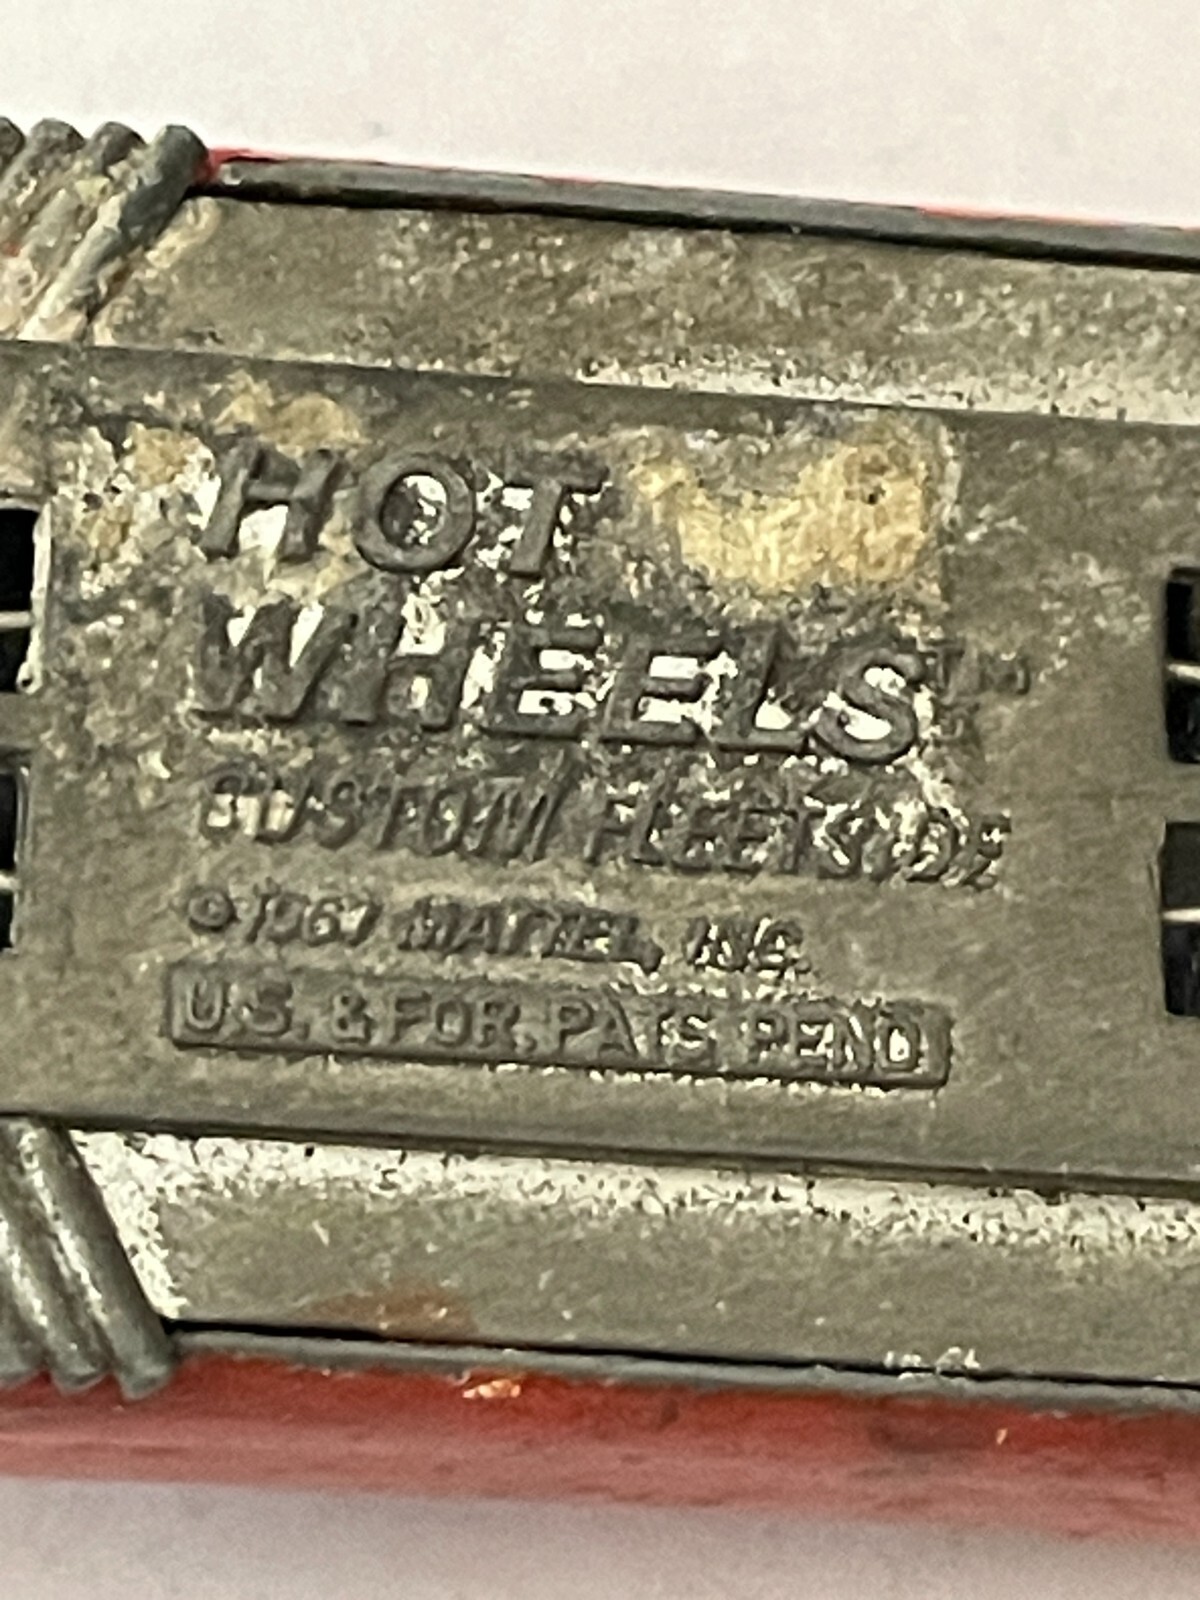 HOT
WHEELS™
CUSTOM FLEETSIDE
© 1967 MATTEL, INC.
U.S. & FOR. PATS PEND